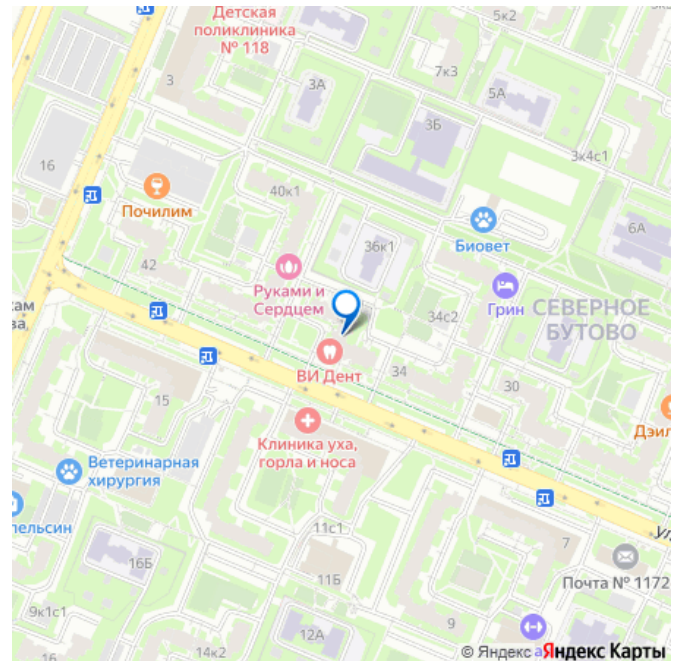 Детская
поликлиника
№ 118
5к2
3
3А
7к3
5А
3Б
3к4с1
16
Почилим
40к1
Биовет
6А
42
36к1
Руками и
Сердцем
Грин
СЕВЕРНОЕ
БУТОВО
34с2
ВИ Дент
34
30
15
Клиника уха,
горла и носа
Ветеринарная
хирургия
11с1
7
16Б
11Б
Почта № 1172
9к1с1
12А
9
14к2
© Яндекс
Яндекс Карты